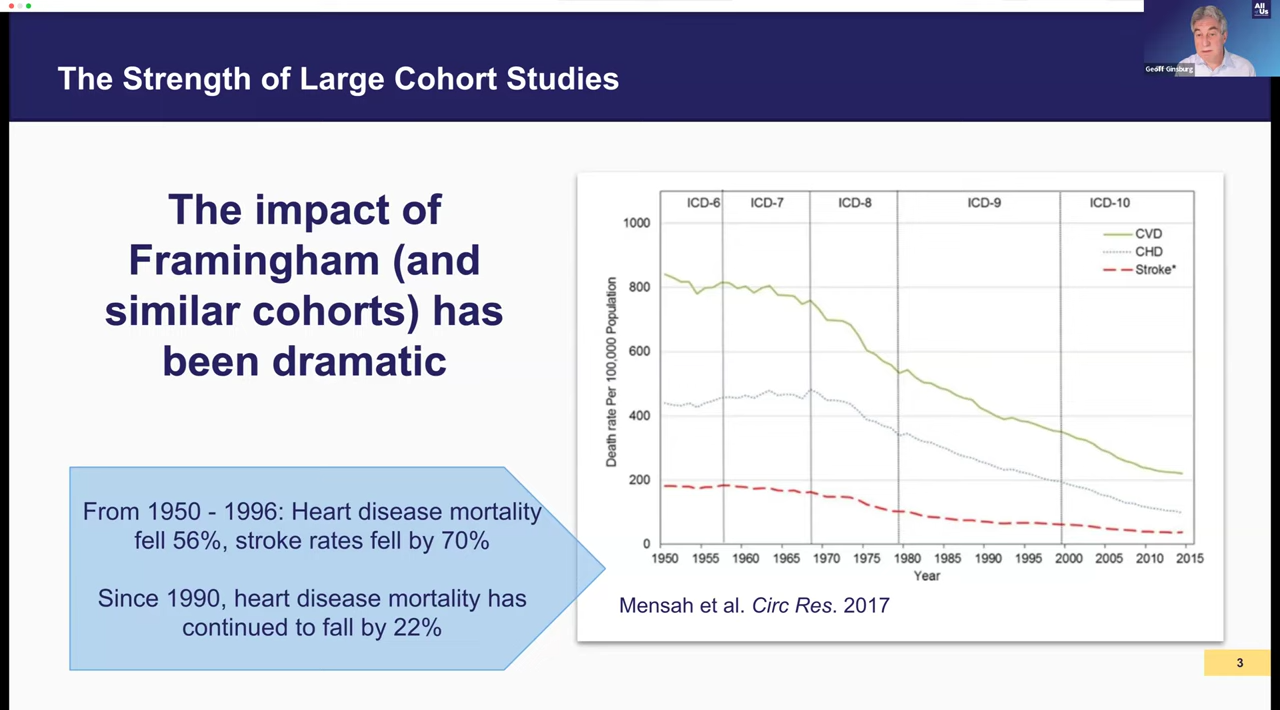 All
of Us
Geoff Ginsburg
The Strength of Large Cohort Studies
The impact of
Framingham (and
similar cohorts) has
been dramatic
From 1950 - 1996: Heart disease mortality
fell 56%, stroke rates fell by 70%
Since 1990, heart disease mortality has
continued to fall by 22%
ICD-6 ICD-7 ICD-8 ICD-9 ICD-10
CVD
CHD
Stroke*
Death rate Per 100,000 Population
1000
800
600
400
200
0
1950 1955 1960 1965 1970 1975 1980 1985 1990 1995 2000 2005 2010 2015
Year
Mensah et al. Circ Res. 2017
3